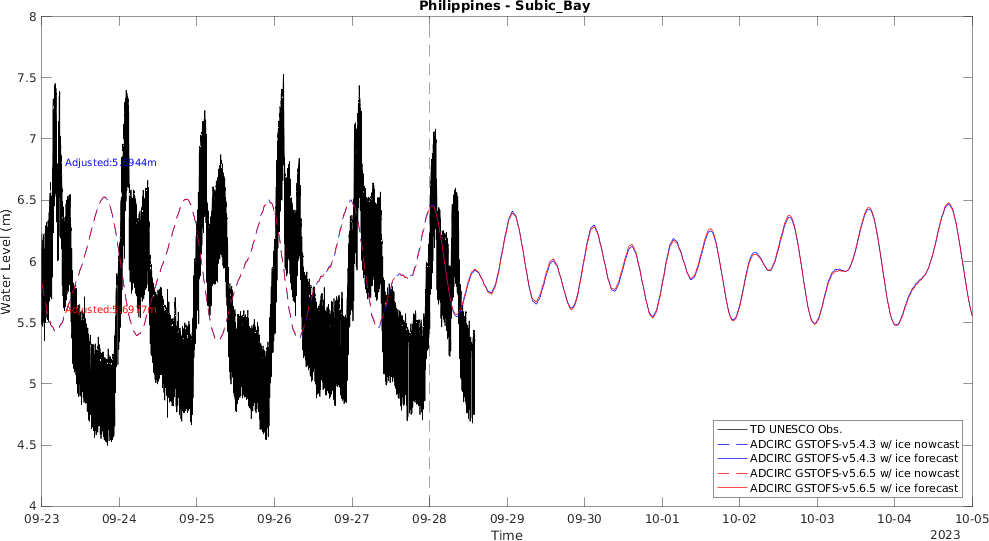 Philippines - Subic_Bay
Water Level (m)
8
7.5
7
6.5
6
5.5
5
4.5
4
m
TD UNESCO Obs.
ADCIRC GSTOFS-v5.4.3 w/ ice nowcast
ADCIRC GSTOFS-v5.4.3 w/ ice forecast
ADCIRC GSTOFS-v5.6.5 w/ ice nowcast
ADCIRC GSTOFS-v5.6.5 w/ ice forecast
09-23 09-24 09-25 09-26 09-27 09-28 09-29 09-30 10-01 10-02 10-03 10-04 10-05
Time
2023